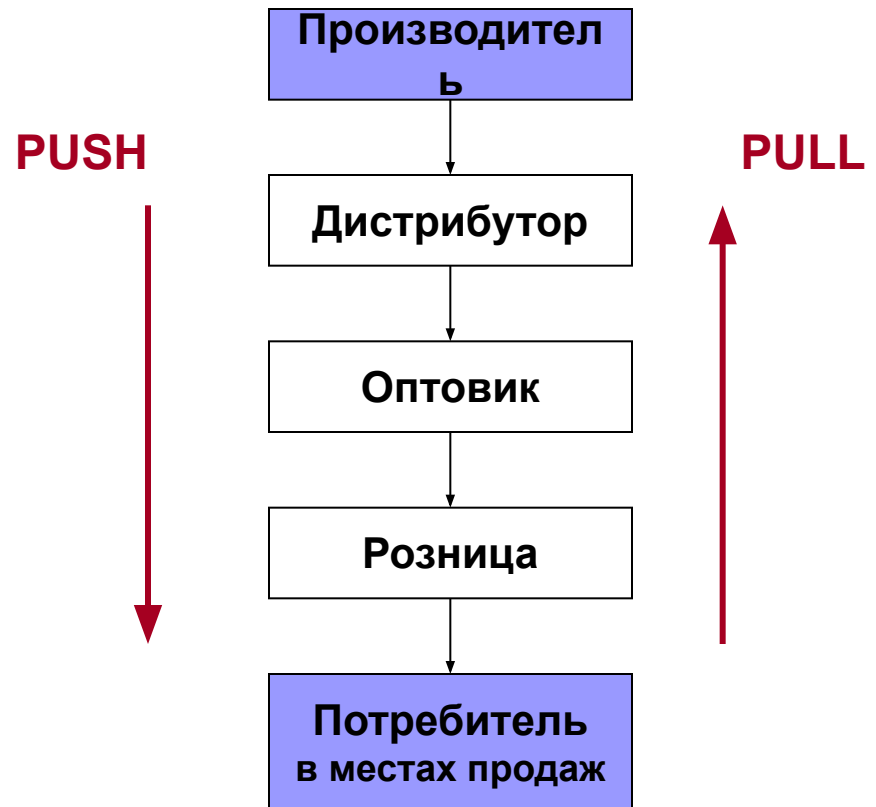 Производител
ь
PUSH
PULL
Дистрибутор
Оптовик
Розница
Потребитель
в местах продаж